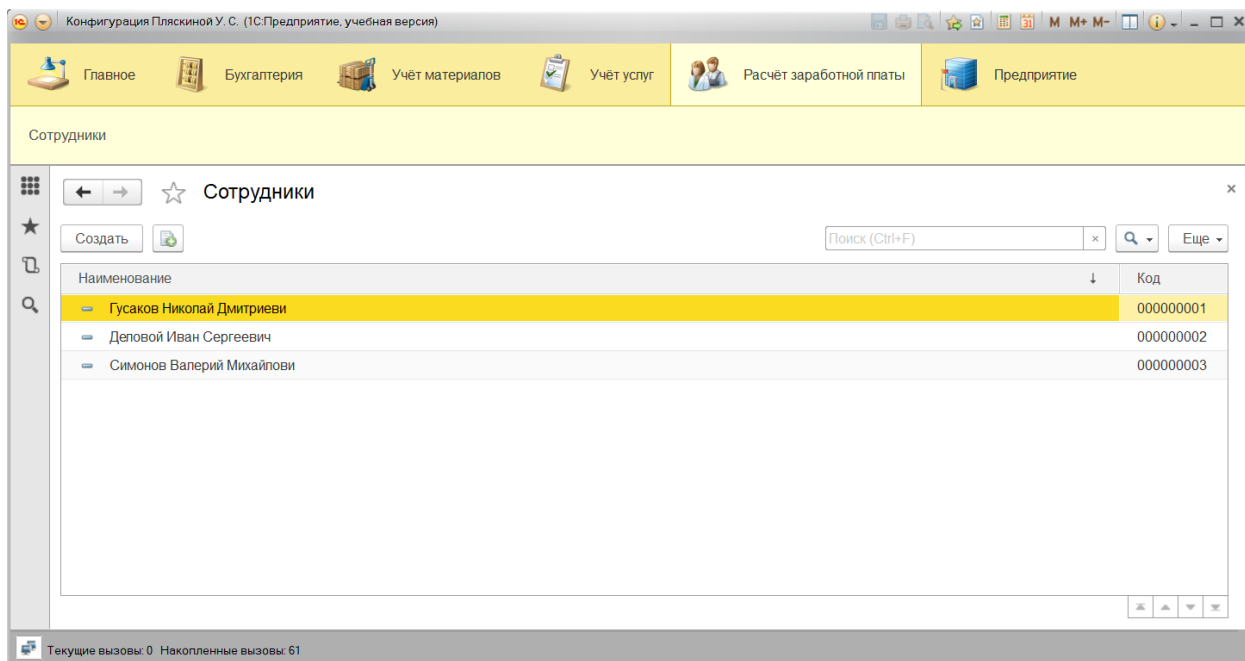 Конфигурация Пляскиной У. С. (1С:Предприятие, учебная версия)
M M+ M-
Главное Бухгалтерия Учёт материалов Учёт услуг Расчёт заработной платы Предприятие
Сотрудники
Сотрудники
Создать Поиск (Ctrl+F) Еще
Наименование Код
Гусаков Николай Дмитриеви 000000001
Деловой Иван Сергеевич 000000002
Симонов Валерий Михайлови 000000003
Текущие вызовы: 0 Накопленные вызовы: 61